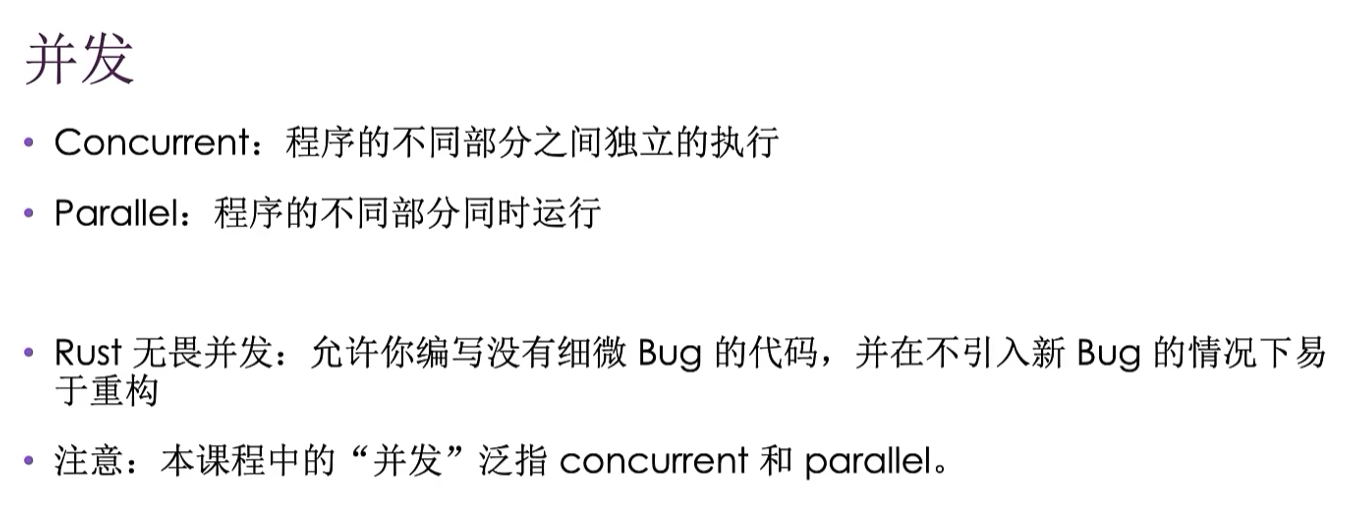 并发
• Concurrent：程序的不同部分之间独立的执行
• Parallel：程序的不同部分同时运行
• Rust 无畏并发：允许你编写没有细微 Bug 的代码，并在不引入新 Bug 的情况下易
于重构
• 注意：本课程中的“并发”泛指 concurrent 和 parallel。